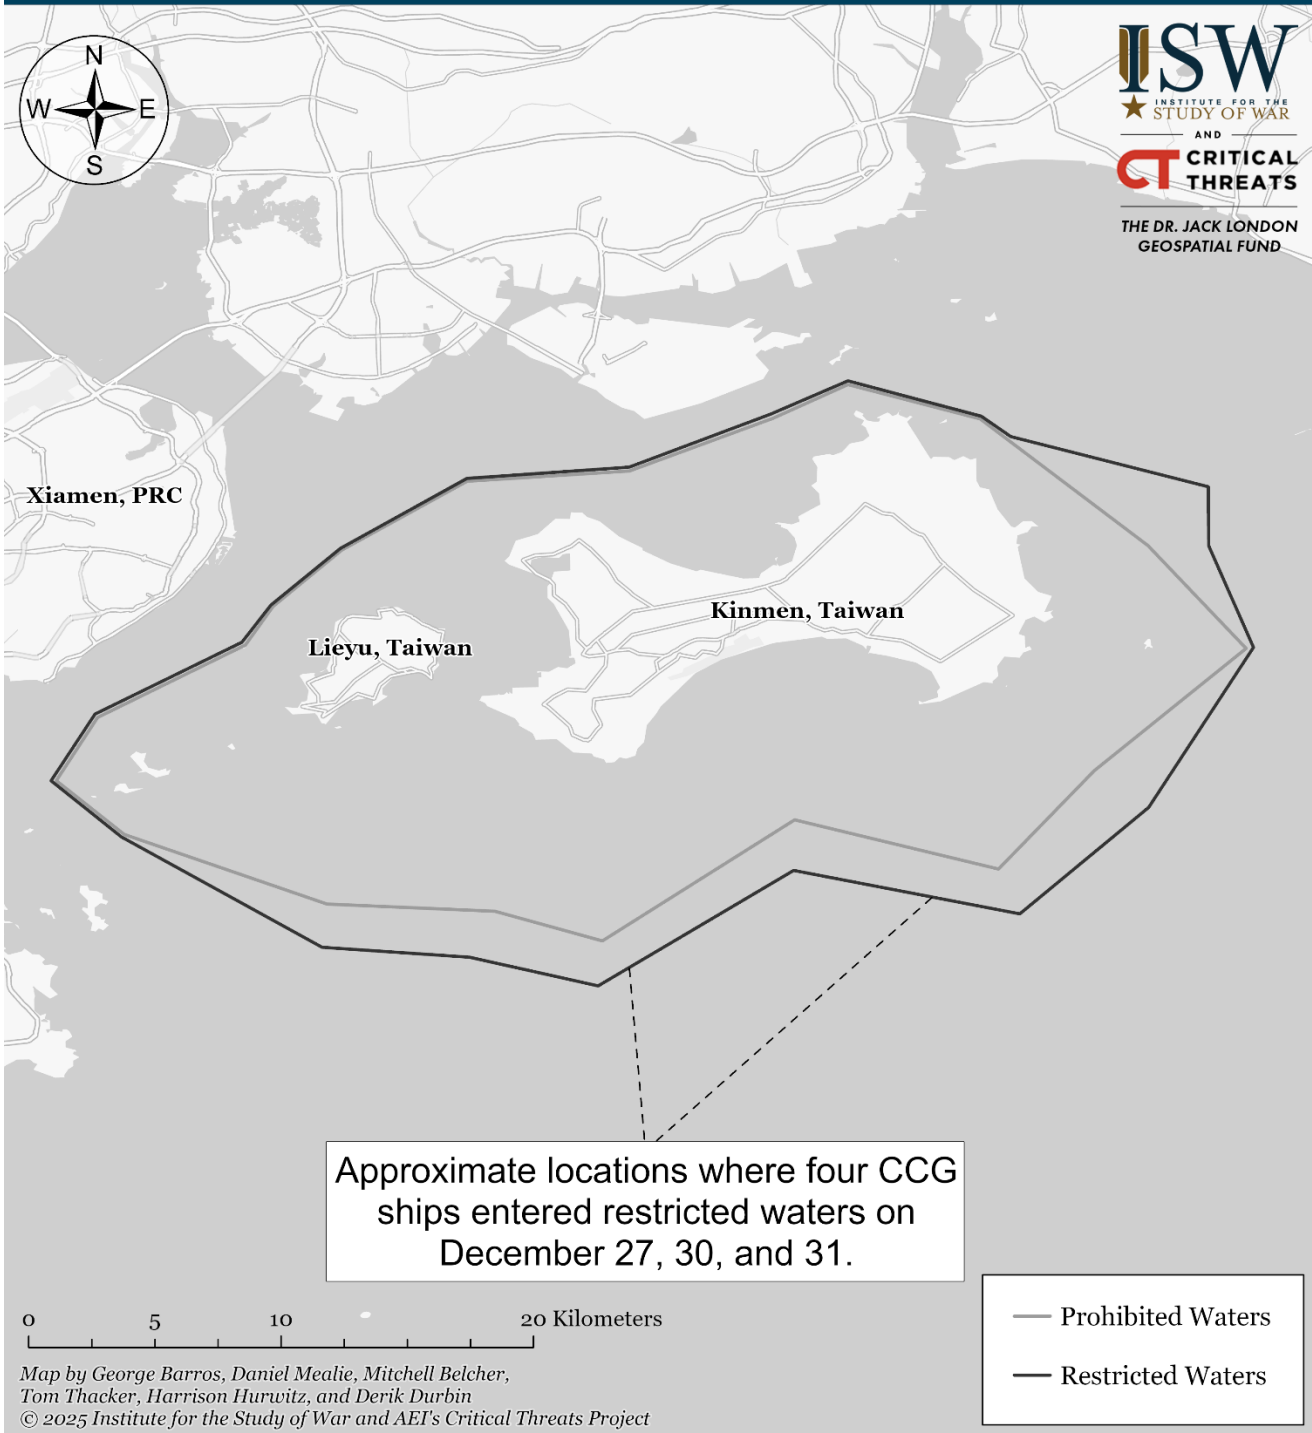 N
W E
S
ISW
INSTITUTE FOR THE
STUDY OF WAR
AND
CT CRITICAL
THREATS
THE DR. JACK LONDON
GEOSPATIAL FUND
Xiamen, PRC
Kinmen, Taiwan
Lieyu, Taiwan
Approximate locations where four CCG
ships entered restricted waters on
December 27, 30, and 31.
0 5 10 20 Kilometers
Prohibited Waters
Restricted Waters
Map by George Barros, Daniel Mealie, Mitchell Belcher,
Tom Thacker, Harrison Hurwitz, and Derik Durbin
© 2025 Institute for the Study of War and AEI's Critical Threats Project